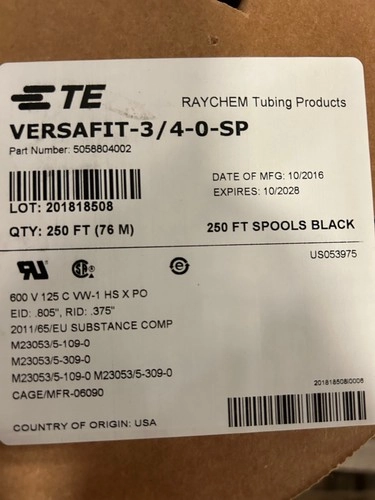 TE
RAYCHEM Tubing Products
VERSAFIT-3/4-0-SP
Part Number: 5058804002
DATE OF MFG: 10/2016
EXPIRES: 10/2028
LOT: 201818508
QTY: 250 FT (76 M)
250 FT SPOOLS BLACK
US053975
600 V 125 C VW-1 HS X PO
EID: .805", RID: .375"
2011/65/EU SUBSTANCE COMP
M23053/5-109-0
M23053/5-309-0
M23053/5-109-0 M23053/5-309-0
CAGE/MFR-06090
201818508I0006
COUNTRY OF ORIGIN: USA